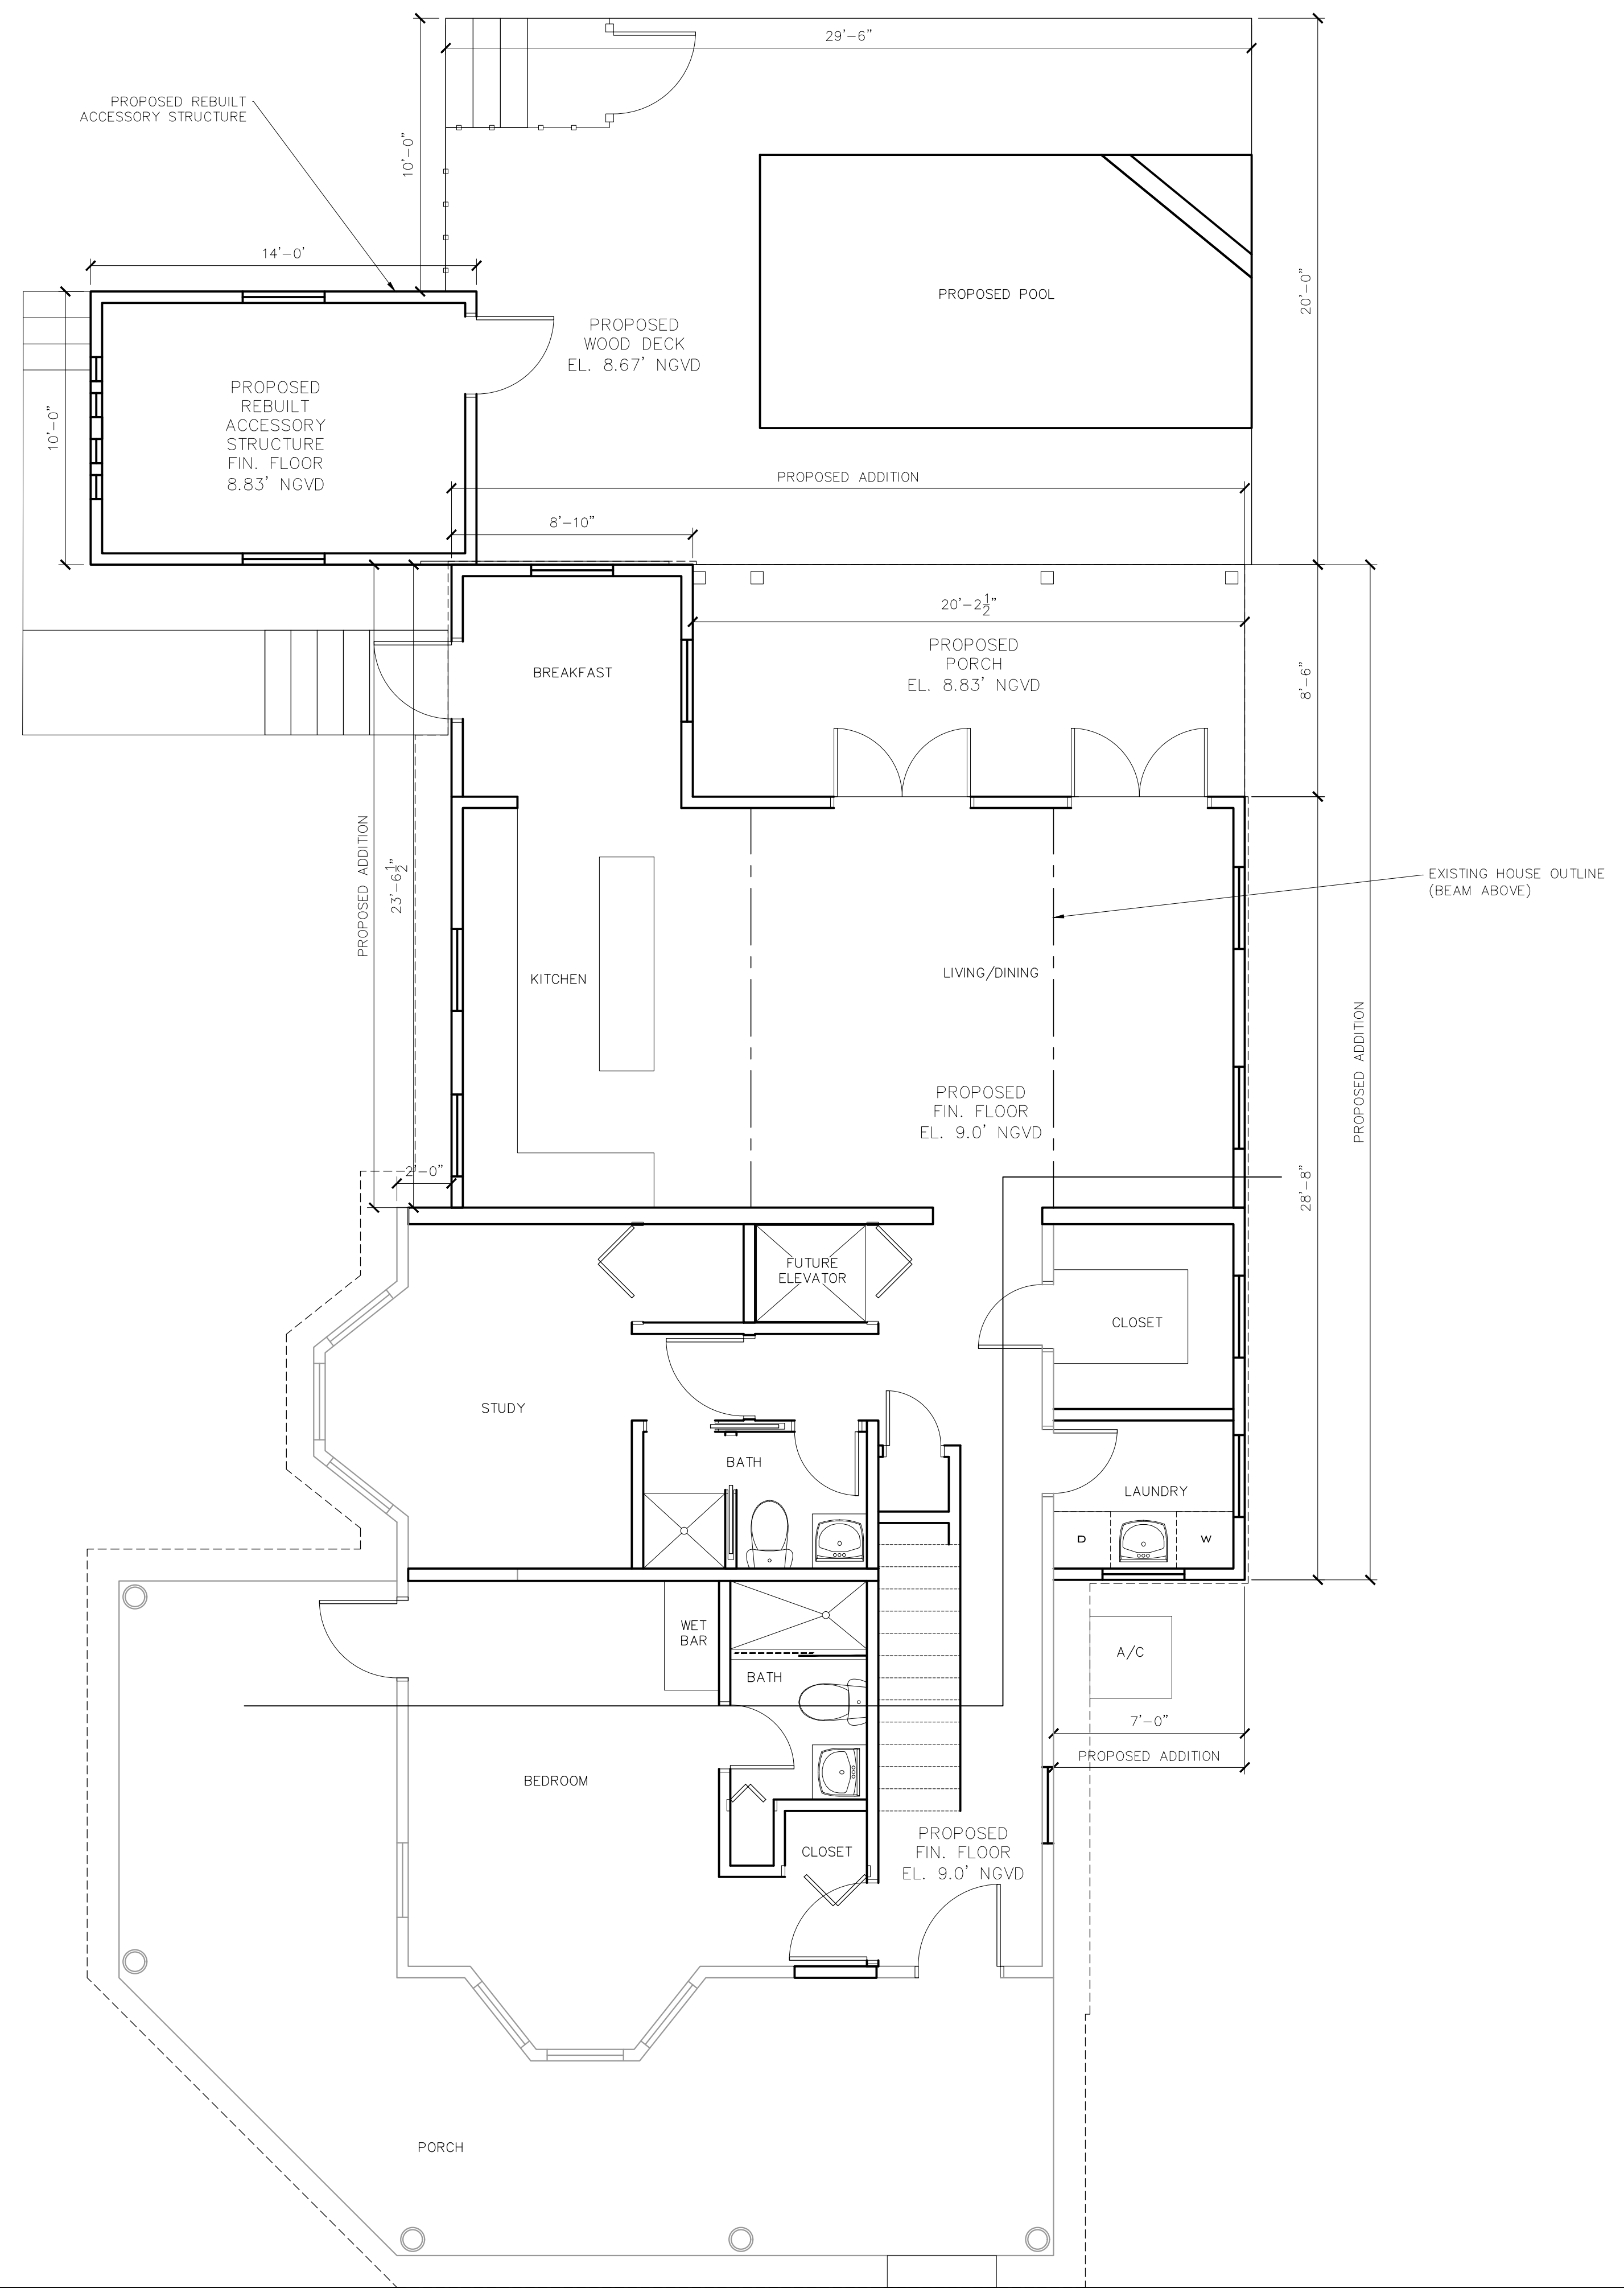 29'-6"
PROPOSED REBUILT
ACCESSORY STRUCTURE
10'-0"
14'-0'
20'-0"
PROPOSED POOL
PROPOSED
WOOD DECK
EL. 8.67' NGVD
10'-0"
PROPOSED
REBUILT
ACCESSORY
STRUCTURE
FIN. FLOOR
8.83' NGVD
PROPOSED ADDITION
8'-10"
20'-2 1/2"
PROPOSED
PORCH
EL. 8.83' NGVD
BREAKFAST
8'-6"
PROPOSED ADDITION
23'-6 1/2"
EXISTING HOUSE OUTLINE
(BEAM ABOVE)
KITCHEN
LIVING/DINING
PROPOSED
FIN. FLOOR
EL. 9.0' NGVD
PROPOSED ADDITION
2'-0"
28'-8"
FUTURE
ELEVATOR
CLOSET
STUDY
BATH
LAUNDRY
D
W
WET
BAR
BATH
A/C
7'-0"
PROPOSED ADDITION
BEDROOM
CLOSET
PROPOSED
FIN. FLOOR
EL. 9.0' NGVD
PORCH